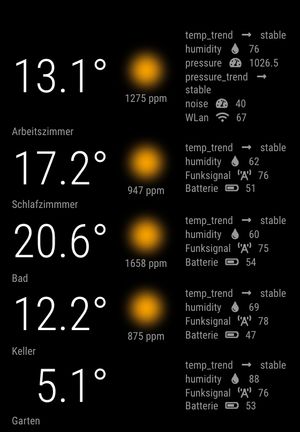 13.1°
1275 ppm
temp_trend stable
humidity 76
pressure 1026.5
pressure_trend
stable
noise 40
WLan 67
Arbeitszimmer
17.2°
947 ppm
temp_trend stable
humidity 62
Funksignal 76
Batterie 51
Schlafzimmmer
20.6°
1658 ppm
temp_trend stable
humidity 60
Funksignal 75
Batterie 54
Bad
12.2°
875 ppm
temp_trend stable
humidity 69
Funksignal 78
Batterie 47
Keller
5.1°
temp_trend stable
humidity 88
Funksignal 76
Batterie 53
Garten